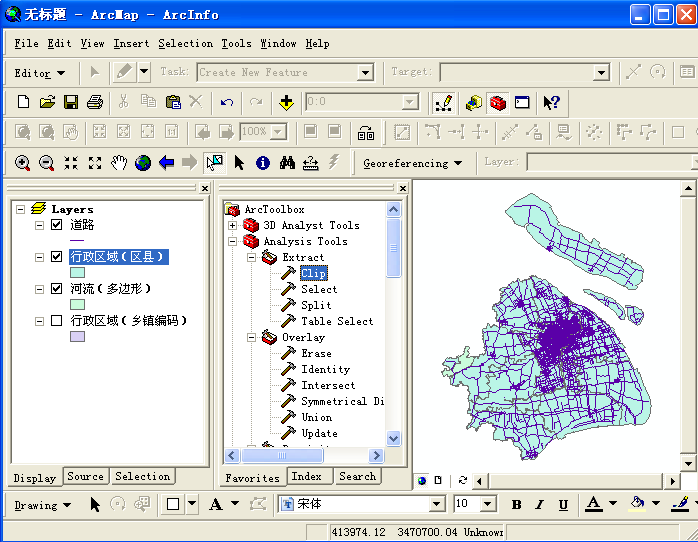 无标题 - ArcMap - ArcInfo
File Edit View Insert Selection Tools Window Help
Editor Task: Create New Feature Target:
0:0
100% 1:1
Georeferencing Layer:
Layers
道路
行政区域（区县）
河流（多边形）
行政区域（乡镇编码）
Display Source Selection
ArcToolbox
3D Analyst Tools
Analysis Tools
Extract
Clip
Select
Split
Table Select
Overlay
Erase
Identity
Intersect
Symmetrical Di
Union
Update
Favorites Index Search
Drawing A 宋体 10 B I U A
413974.12 3470700.04 Unknown